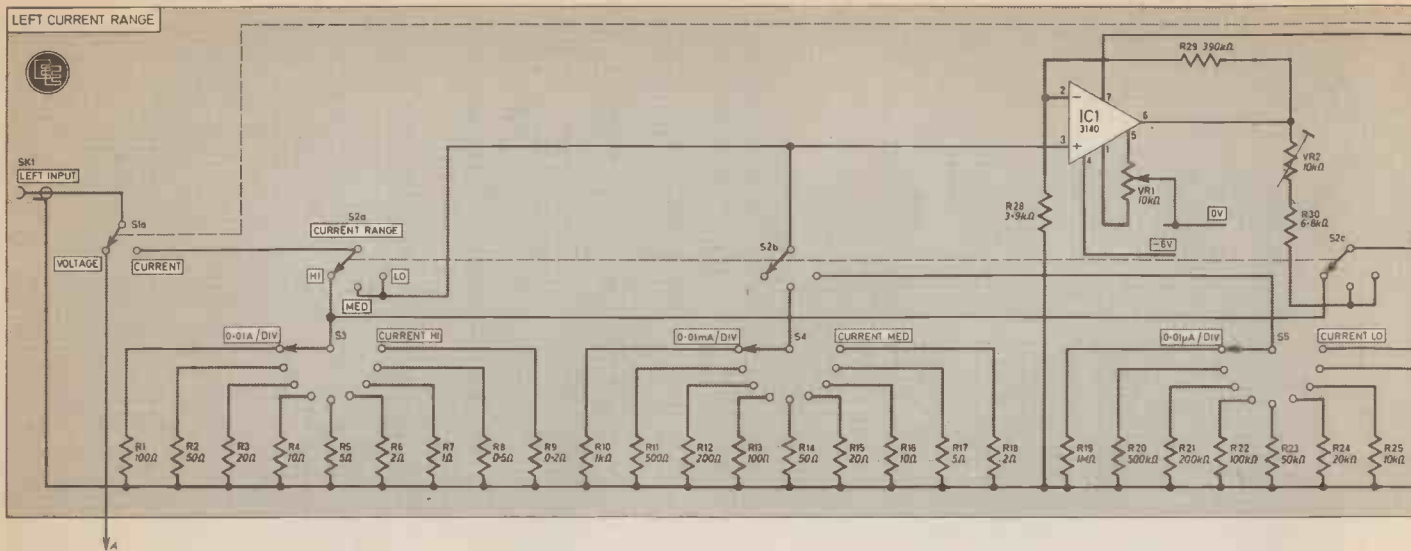 LEFT CURRENT RANGE
R29 390kΩ
IC1
3140
2
3
7
6
5
1
4
VR1
10kΩ
VR2
10kΩ
R28
3·9kΩ
R30
6·8kΩ
0V
-6V
SK1
LEFT INPUT
S1a
VOLTAGE
CURRENT
S2a
CURRENT RANGE
HI
LO
MED
S2b
S2c
0·01A/DIV
S3
CURRENT HI
0·01mA/DIV
S4
CURRENT MED
0·01µA/DIV
S5
CURRENT LO
R1
100Ω
R2
50Ω
R3
20Ω
R4
10Ω
R5
5Ω
R6
2Ω
R7
1Ω
R8
0·5Ω
R9
0·2Ω
R10
1kΩ
R11
500Ω
R12
200Ω
R13
100Ω
R14
50Ω
R15
20Ω
R16
10Ω
R17
5Ω
R18
2Ω
R19
1MΩ
R20
500kΩ
R21
200kΩ
R22
100kΩ
R23
50kΩ
R24
20kΩ
R25
10kΩ
A